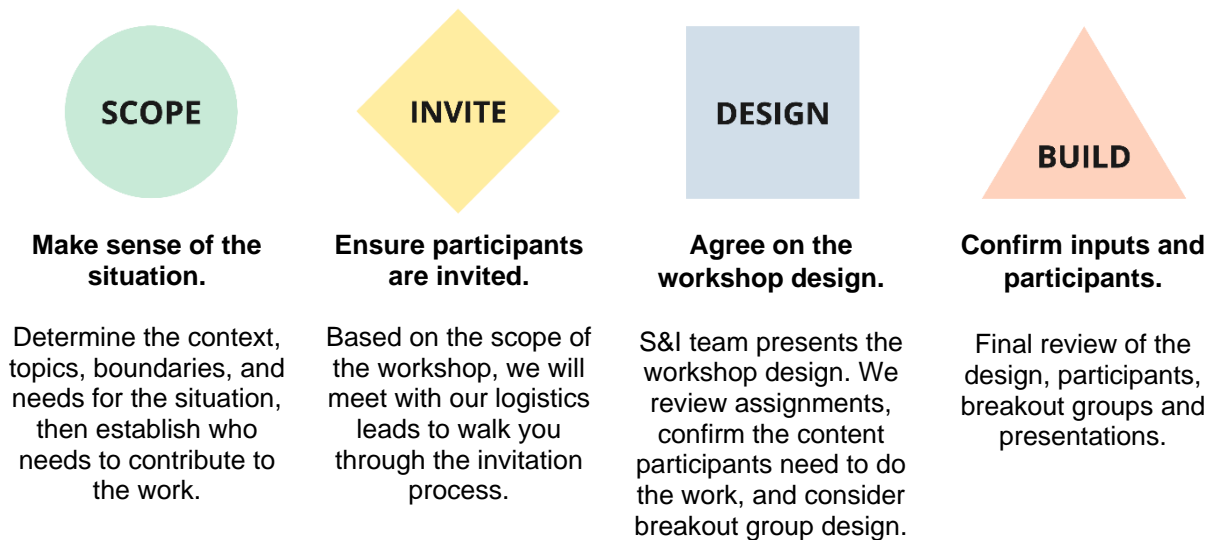 SCOPE
Make sense of the
situation.
Determine the context,
topics, boundaries, and
needs for the situation,
then establish who
needs to contribute to
the work.
INVITE
Ensure participants
are invited.
Based on the scope of
the workshop, we will
meet with our logistics
leads to walk you
through the invitation
process.
DESIGN
Agree on the
workshop design.
S&I team presents the
workshop design. We
review assignments,
confirm the content
participants need to do
the work, and consider
breakout group design.
BUILD
Confirm inputs and
participants.
Final review of the
design, participants,
breakout groups and
presentations.